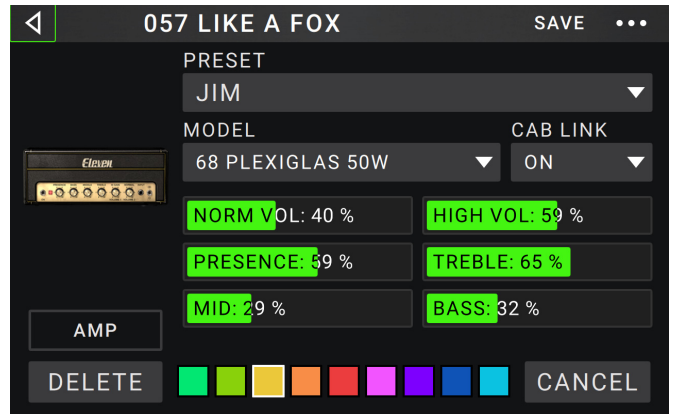 057 LIKE A FOX
SAVE
PRESET
JIM
MODEL
CAB LINK
68 PLEXIGLAS 50W
ON
Eleven
NORM VOL: 40 %
HIGH VOL: 59 %
PRESENCE: 59 %
TREBLE: 65 %
MID: 29 %
BASS: 32 %
AMP
DELETE
CANCEL